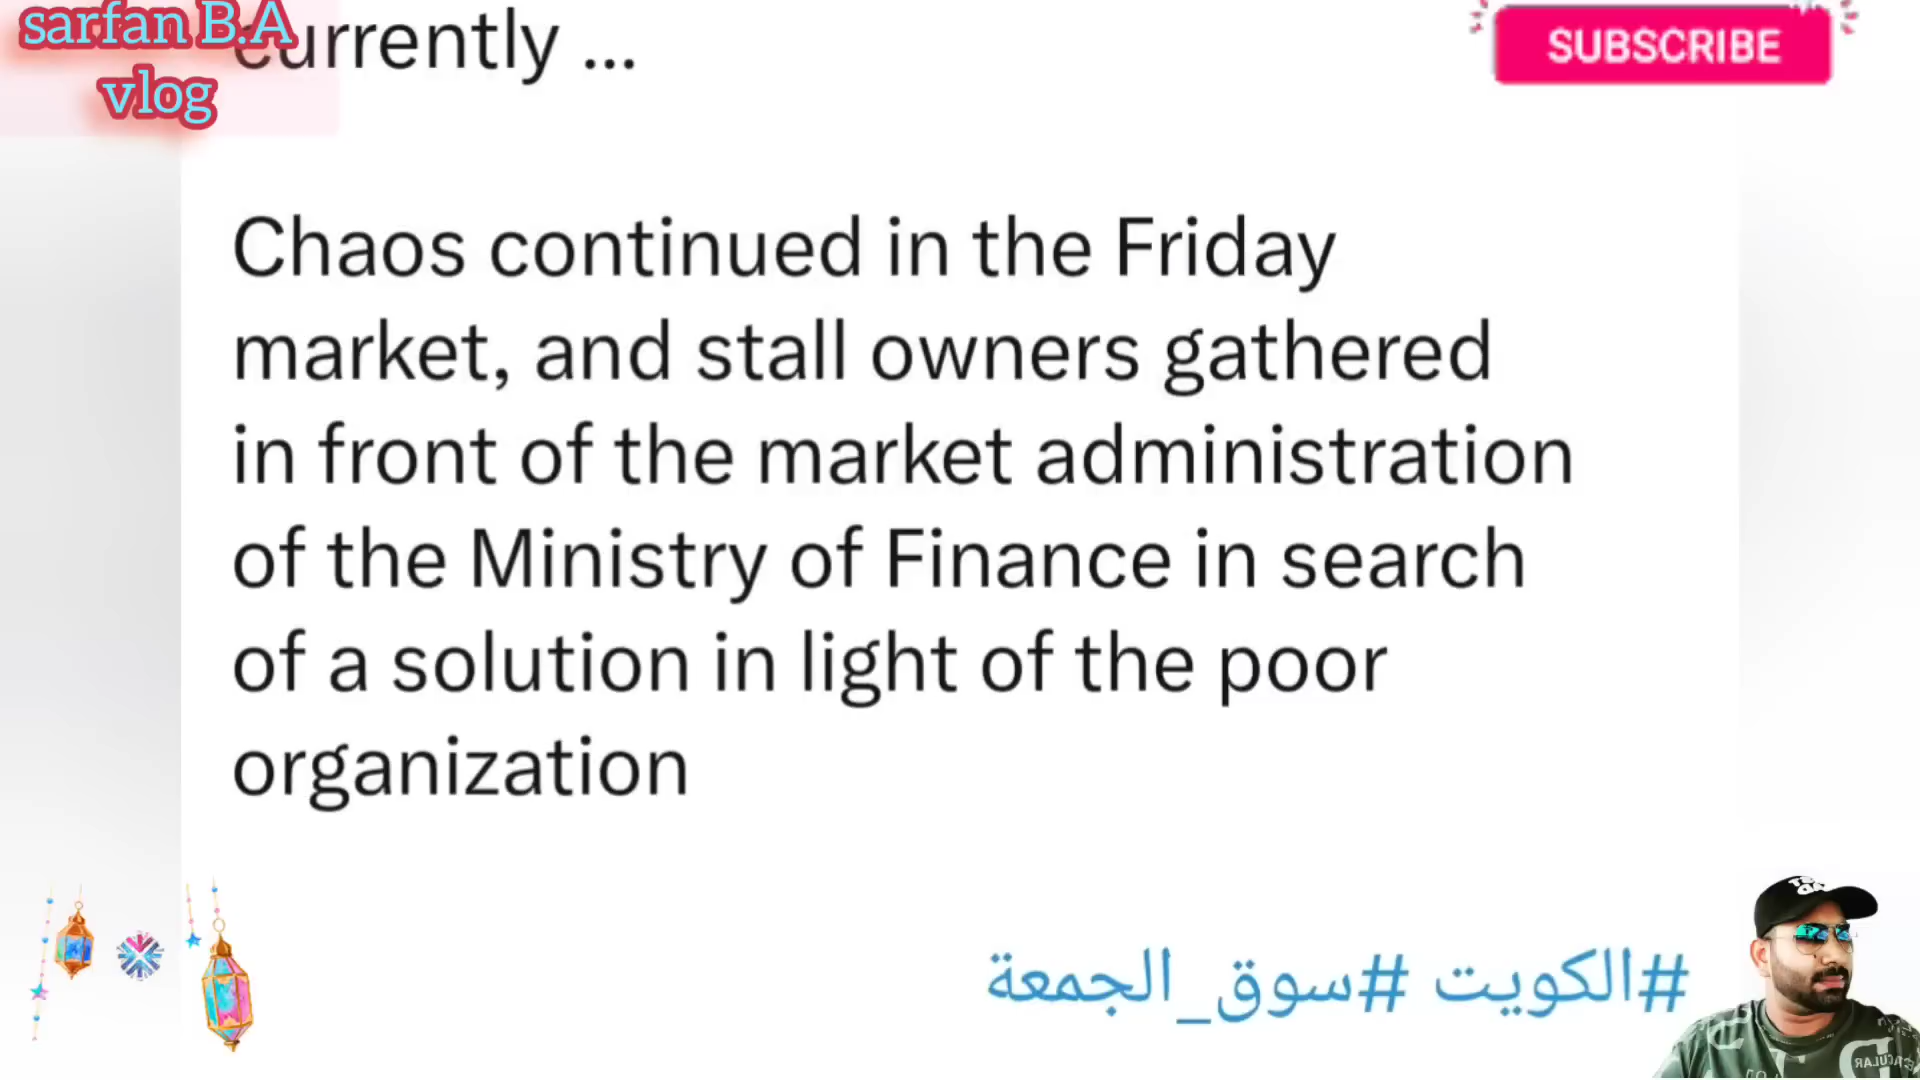 sarfan B.A
vlog
currently ...
SUBSCRIBE
Chaos continued in the Friday
market, and stall owners gathered
in front of the market administration
of the Ministry of Finance in search
of a solution in light of the poor
organization
#الكويت #سوق_الجمعة